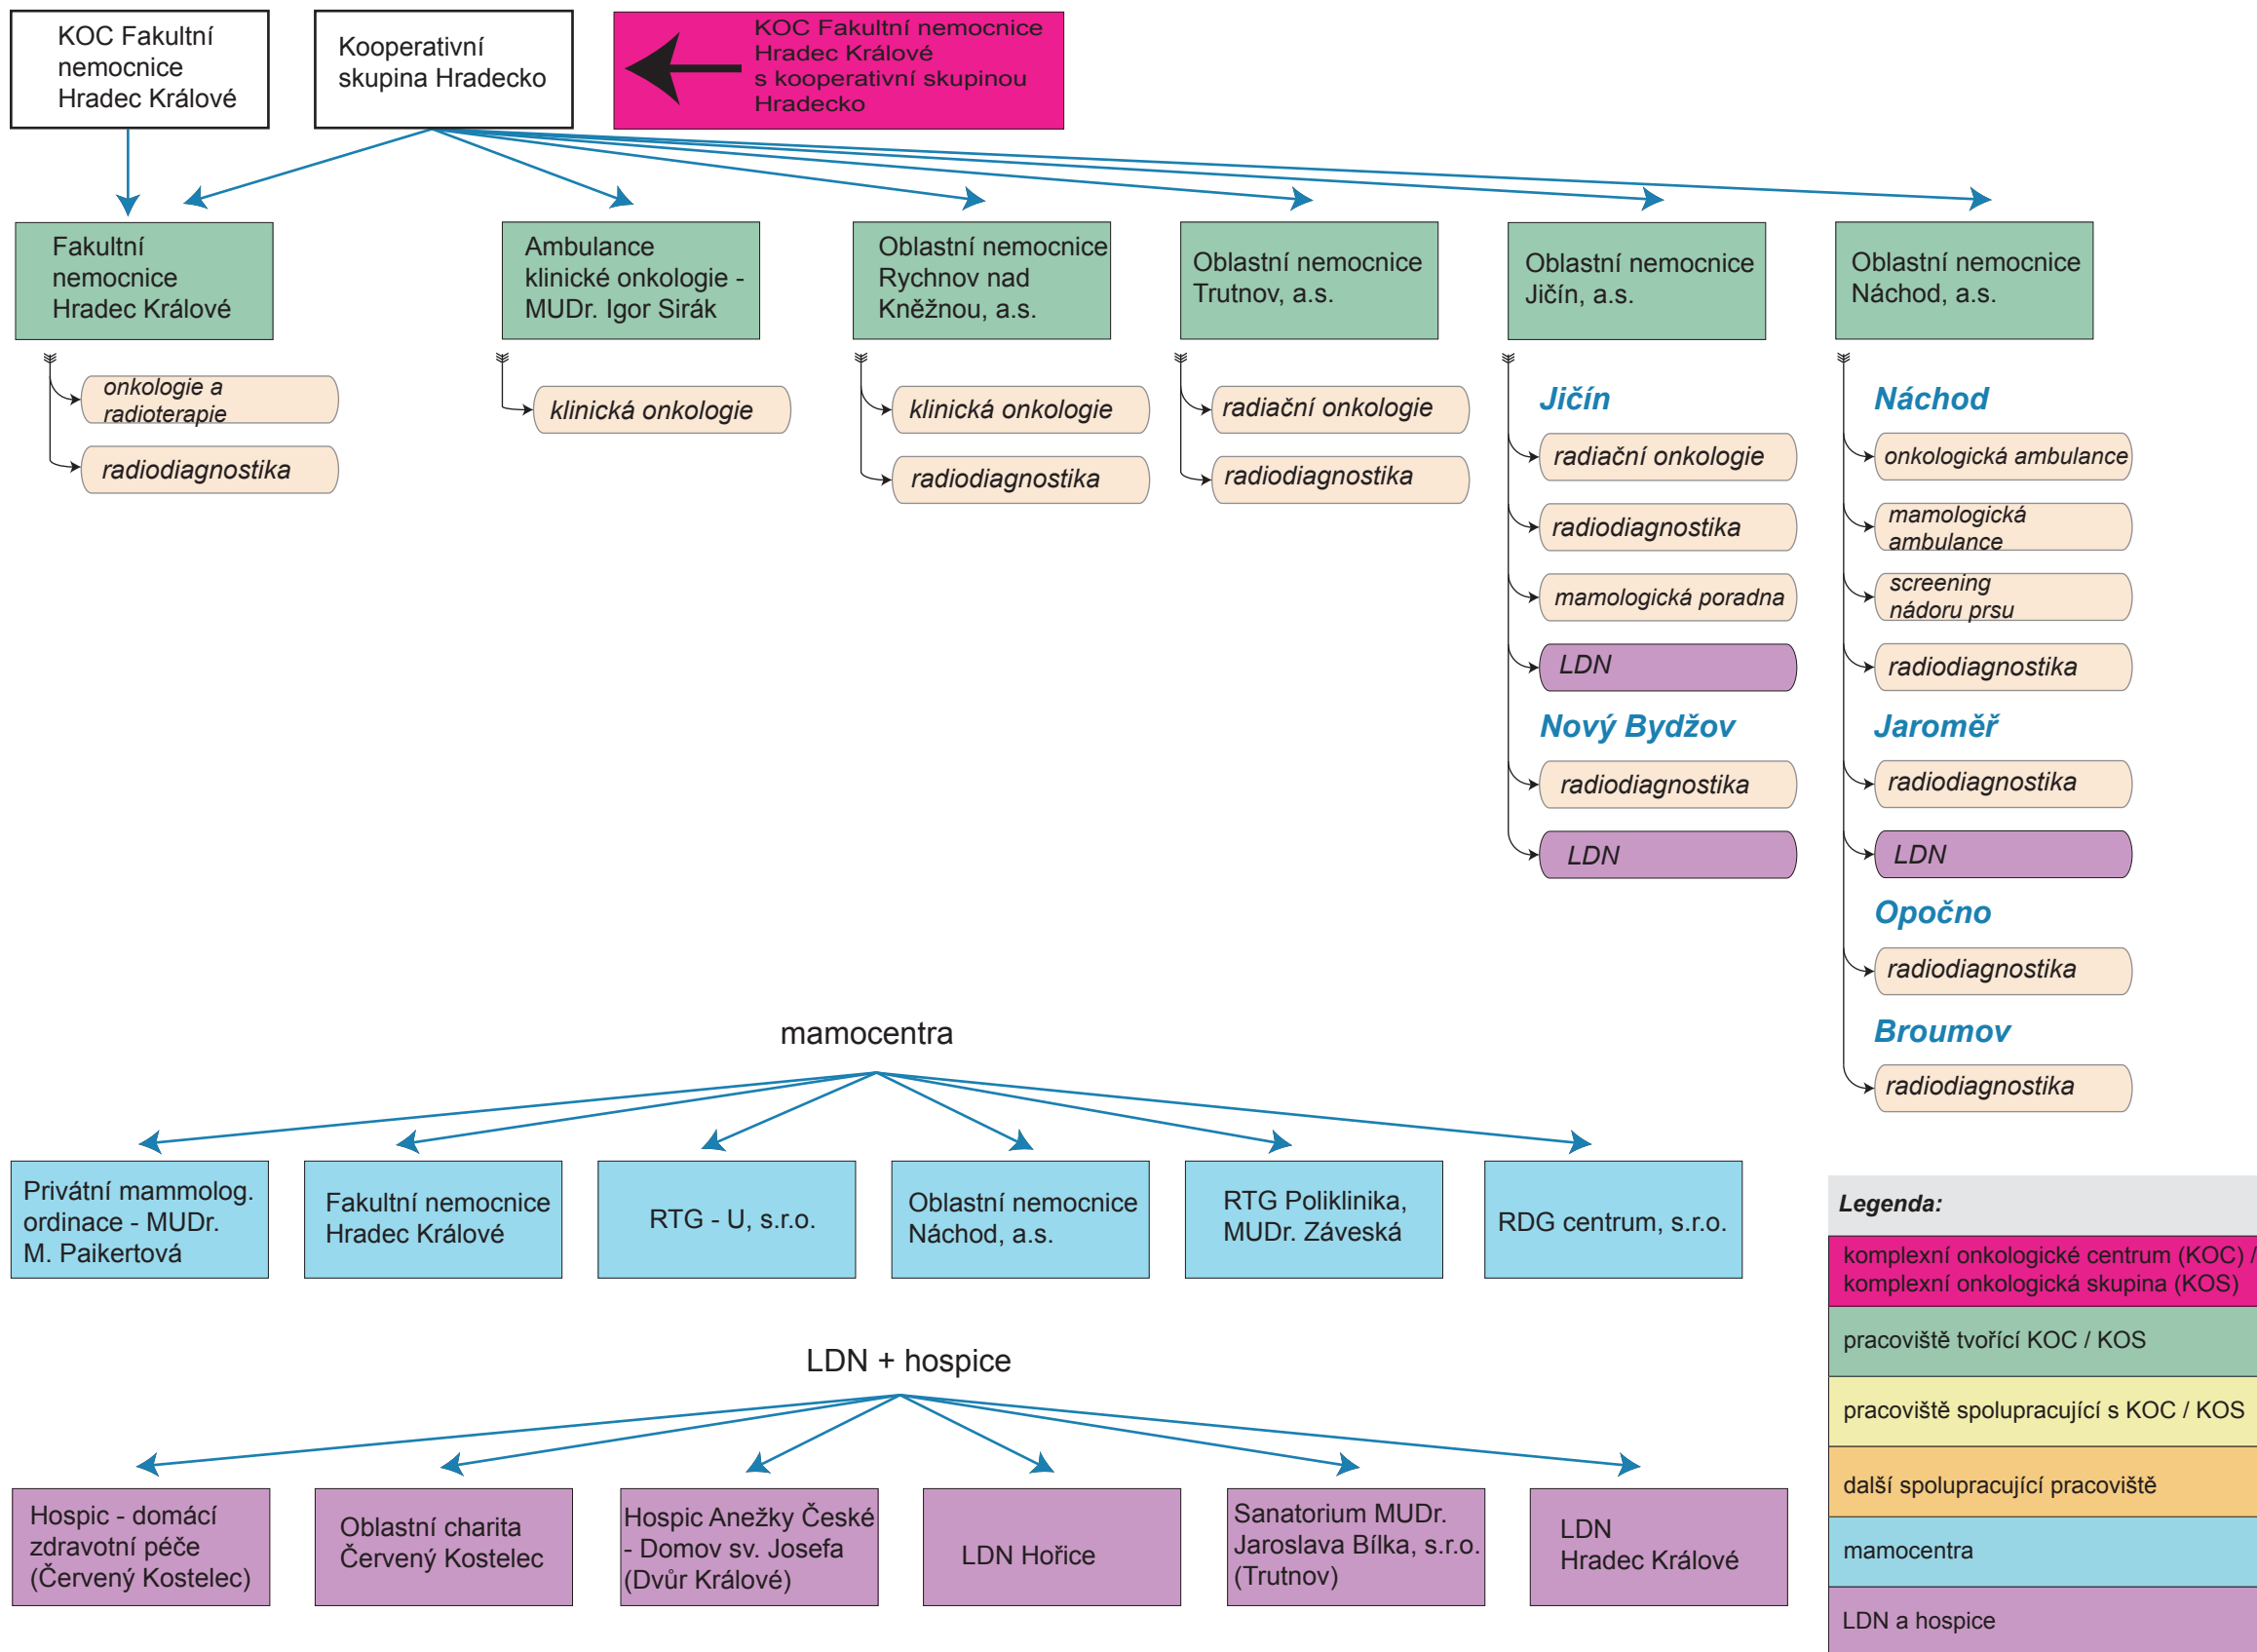 KOC Fakultní
nemocnice
Hradec Králové
Kooperativní
skupina Hradecko
KOC Fakultní nemocnice
Hradec Králové
s kooperativní skupinou
Hradecko
Fakultní
nemocnice
Hradec Králové
Ambulance
klinické onkologie -
MUDr. Igor Sirák
Oblastní nemocnice
Rychnov nad
Kněžnou, a.s.
Oblastní nemocnice
Trutnov, a.s.
Oblastní nemocnice
Jičín, a.s.
Oblastní nemocnice
Náchod, a.s.
onkologie a
radioterapie
radiodiagnostika
klinická onkologie
klinická onkologie
radiodiagnostika
radiační onkologie
radiodiagnostika
Jičín
radiační onkologie
radiodiagnostika
mamologická poradna
LDN
Nový Bydžov
radiodiagnostika
LDN
Náchod
onkologická ambulance
mamologická
ambulance
screening
nádoru prsu
radiodiagnostika
Jaroměř
radiodiagnostika
LDN
Opočno
radiodiagnostika
Broumov
radiodiagnostika
mamocentra
Privátní mammolog.
ordinace - MUDr.
M. Paikertová
Fakultní nemocnice
Hradec Králové
RTG - U, s.r.o.
Oblastní nemocnice
Náchod, a.s.
RTG Poliklinika,
MUDr. Záveská
RDG centrum, s.r.o.
LDN + hospice
Hospic - domácí
zdravotní péče
(Červený Kostelec)
Oblastní charita
Červený Kostelec
Hospic Anežky České
- Domov sv. Josefa
(Dvůr Králové)
LDN Hořice
Sanatorium MUDr.
Jaroslava Bílka, s.r.o.
(Trutnov)
LDN
Hradec Králové
Legenda:
komplexní onkologické centrum (KOC) /
komplexní onkologická skupina (KOS)
pracoviště tvořící KOC / KOS
pracoviště spolupracující s KOC / KOS
další spolupracující pracoviště
mamocentra
LDN a hospice